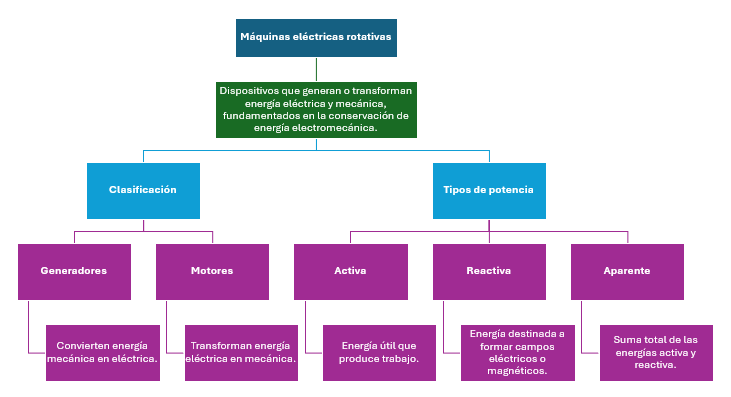 Máquinas eléctricas rotativas
Dispositivos que generan o transforman
energía eléctrica y mecánica,
fundamentados en la conservación de
energía electromecánica.
Clasificación
Tipos de potencia
Generadores
Motores
Activa
Reactiva
Aparente
Convierten energía
mecánica en eléctrica.
Transforman energía
eléctrica en mecánica.
Energía útil que
produce trabajo.
Energía destinada a
formar campos
eléctricos o
magnéticos.
Suma total de las
energías activa y
reactiva.